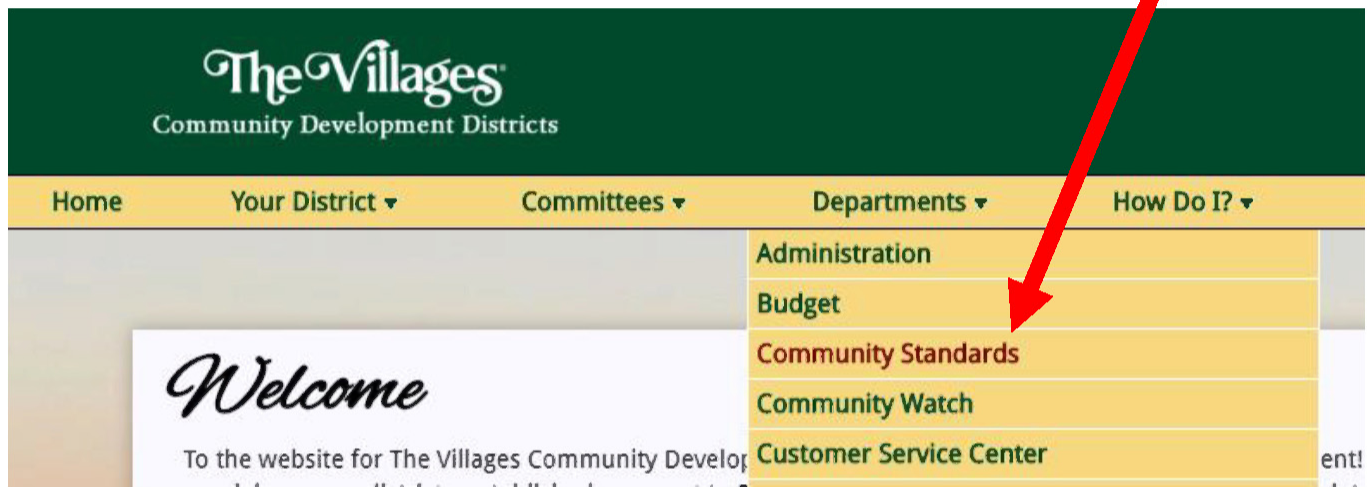 The Villages
Community Development Districts
Home Your District Committees Departments How Do I?
Administration
Budget
Community Standards
Community Watch
Customer Service Center
Welcome
To the website for The Villages Community Develop ent!